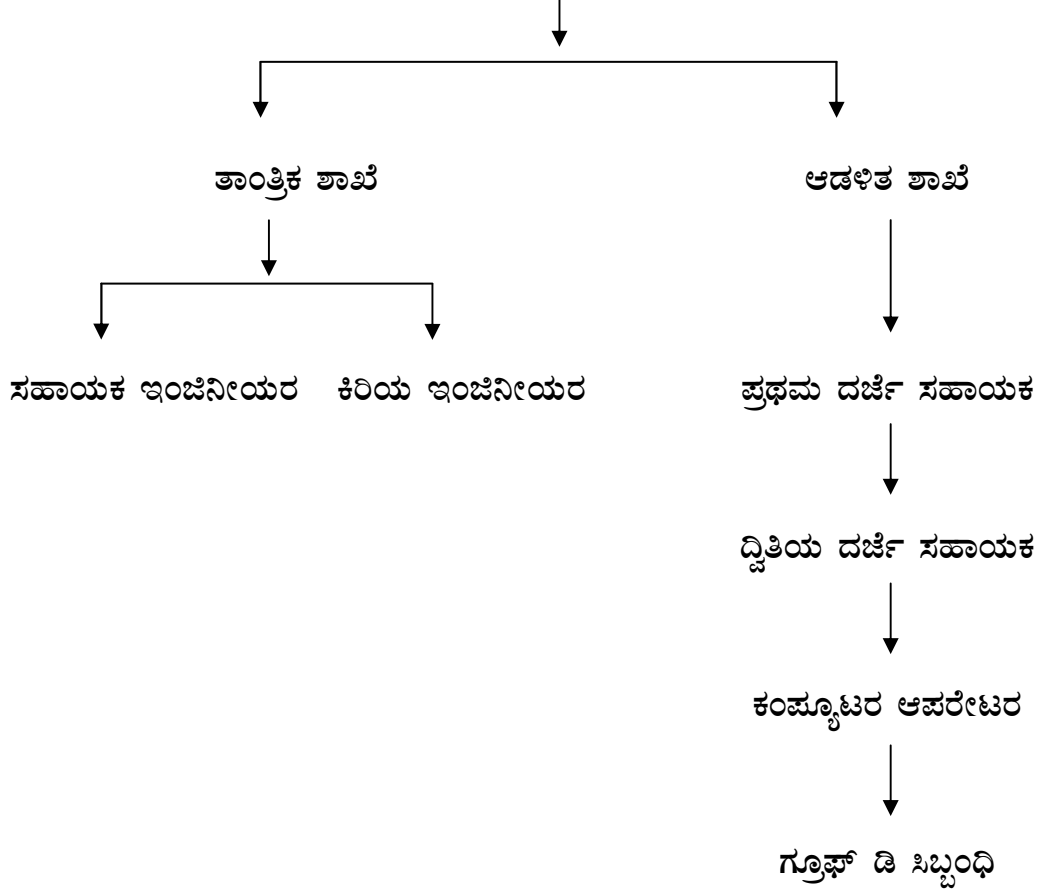 ತಾಂತ್ರಿಕ ಶಾಖೆ ಆಡಳಿತ ಶಾಖೆ
ಸಹಾಯಕ ಇಂಜಿನೀಯರ ಕಿರಿಯ ಇಂಜಿನೀಯರ ಪ್ರಥಮ ದರ್ಜೆ ಸಹಾಯಕ
ದ್ವಿತಿಯ ದರ್ಜೆ ಸಹಾಯಕ
ಕಂಪ್ಯೂಟರ ಆಪರೇಟರ
ಗ್ರೂಫ್ ಡಿ ಸಿಬ್ಬಂಧಿ